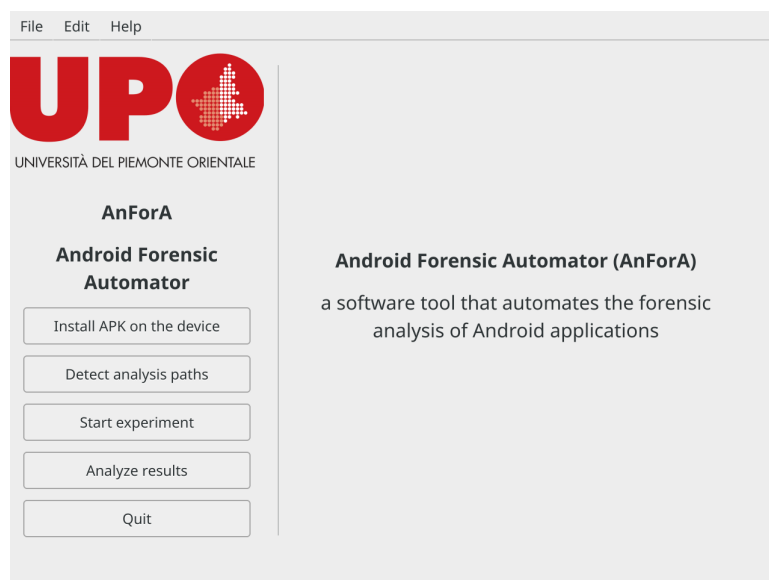 File Edit Help
UPO
UNIVERSITÀ DEL PIEMONTE ORIENTALE
AnForA
Android Forensic
Automator
Install APK on the device
Detect analysis paths
Start experiment
Analyze results
Quit
Android Forensic Automator (AnForA)
a software tool that automates the forensic
analysis of Android applications